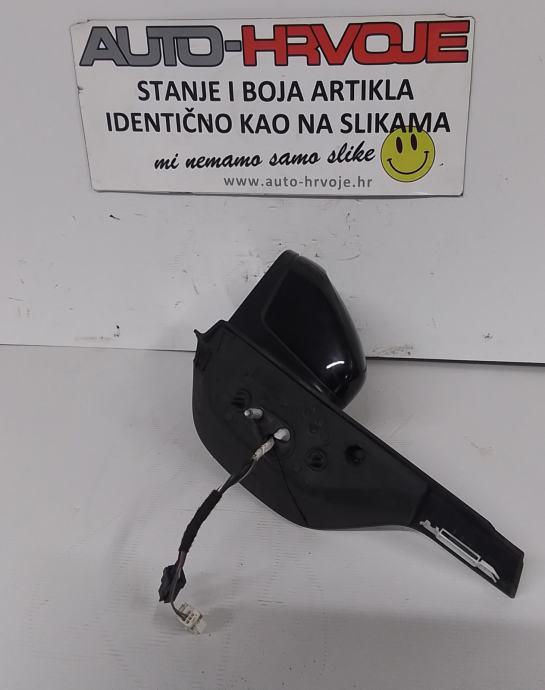 AUTO-HRVOJE
STANJE I BOJA ARTIKLA
IDENTIČNO KAO NA SLIKAMA
mi nemamo samo slike
www.auto-hrvoje.hr